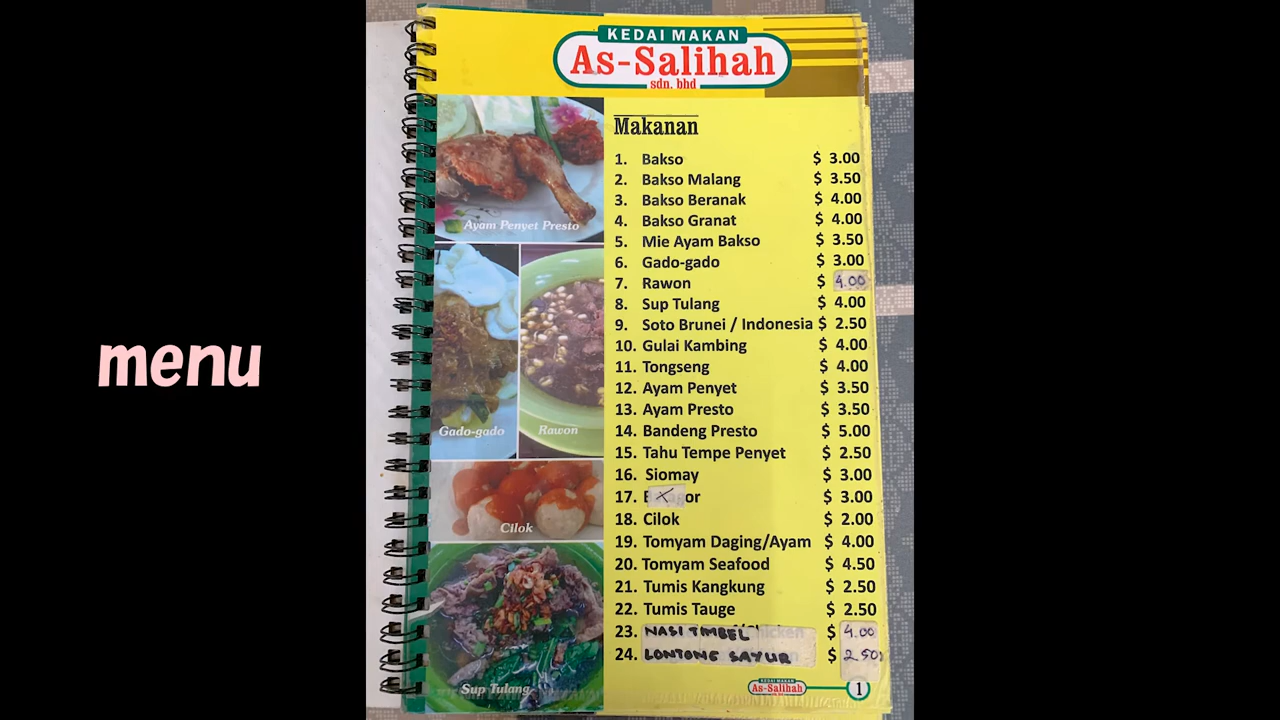 menu
KEDAI MAKAN
As-Salihah
sdn. bhd
Makanan
1. Bakso $ 3.00
2. Bakso Malang $ 3.50
3. Bakso Beranak $ 4.00
4. Bakso Granat $ 4.00
5. Mie Ayam Bakso $ 3.50
6. Gado-gado $ 3.00
7. Rawon $ 4.00
8. Sup Tulang $ 4.00
9. Soto Brunei / Indonesia $ 2.50
10. Gulai Kambing $ 4.00
11. Tongseng $ 4.00
12. Ayam Penyet $ 3.50
13. Ayam Presto $ 3.50
14. Bandeng Presto $ 5.00
15. Tahu Tempe Penyet $ 2.50
16. Siomay $ 3.00
17. $ 3.00
18. Cilok $ 2.00
19. Tomyam Daging/Ayam $ 4.00
20. Tomyam Seafood $ 4.50
21. Tumis Kangkung $ 2.50
22. Tumis Tauge $ 2.50
23. NASI TIMBEL $ 4.00
24. LONTONG SAYUR $ 2.50
Ayam Penyet Presto
Gado-gado
Rawon
Cilok
Sup Tulang
KEDAI MAKAN
As-Salihah
1